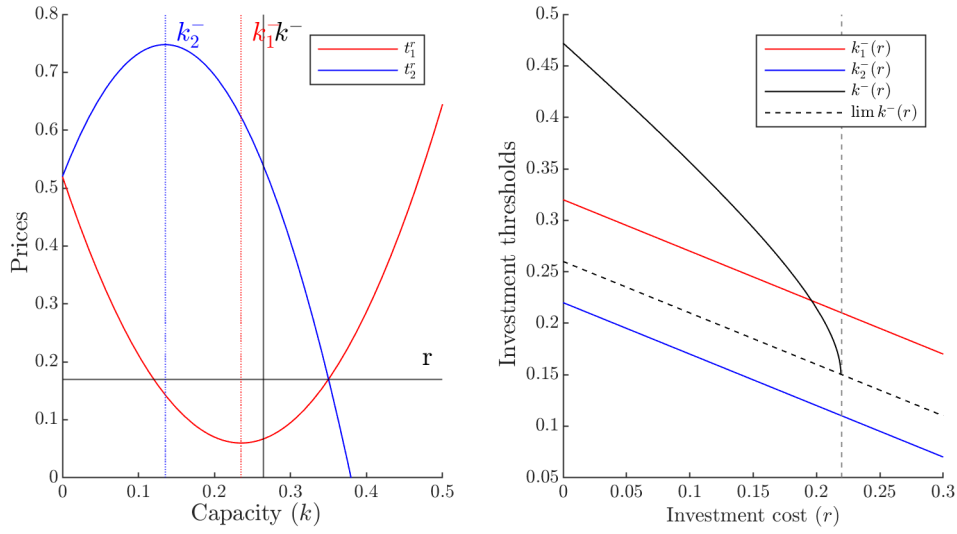 0.8
0.7
0.6
0.5
0.4
0.3
0.2
0.1
0
Prices
k₂⁻
k₁⁻ k⁻
t₁ʳ
t₂ʳ
r
0 0.1 0.2 0.3 0.4 0.5
Capacity (k)
0.5
0.45
0.4
0.35
0.3
0.25
0.2
0.15
0.1
0.05
Investment thresholds
k₁⁻(r)
k₂⁻(r)
k⁻(r)
lim k⁻(r)
0 0.05 0.1 0.15 0.2 0.25 0.3
Investment cost (r)